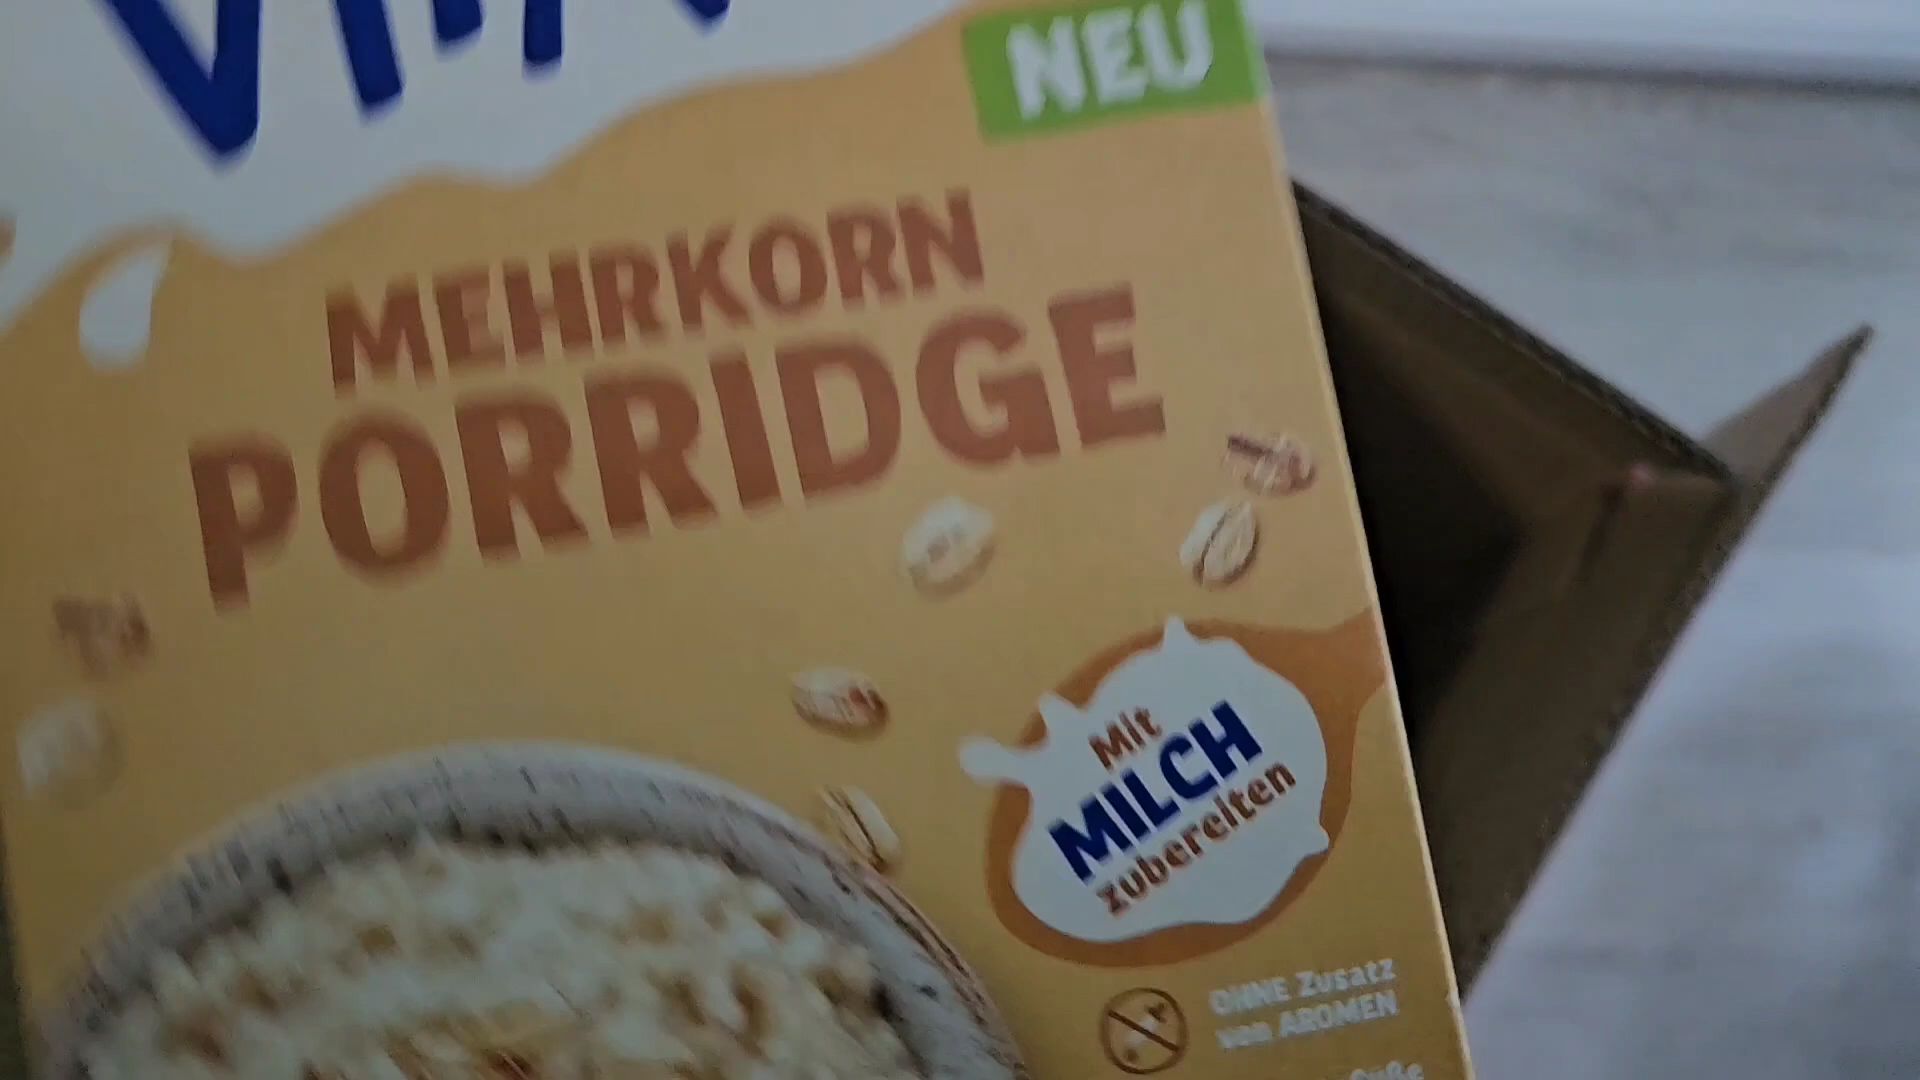 NEU
MEHRKORN
PORRIDGE
Mit
MILCH
zubereiten
OHNE Zusatz
von AROMEN